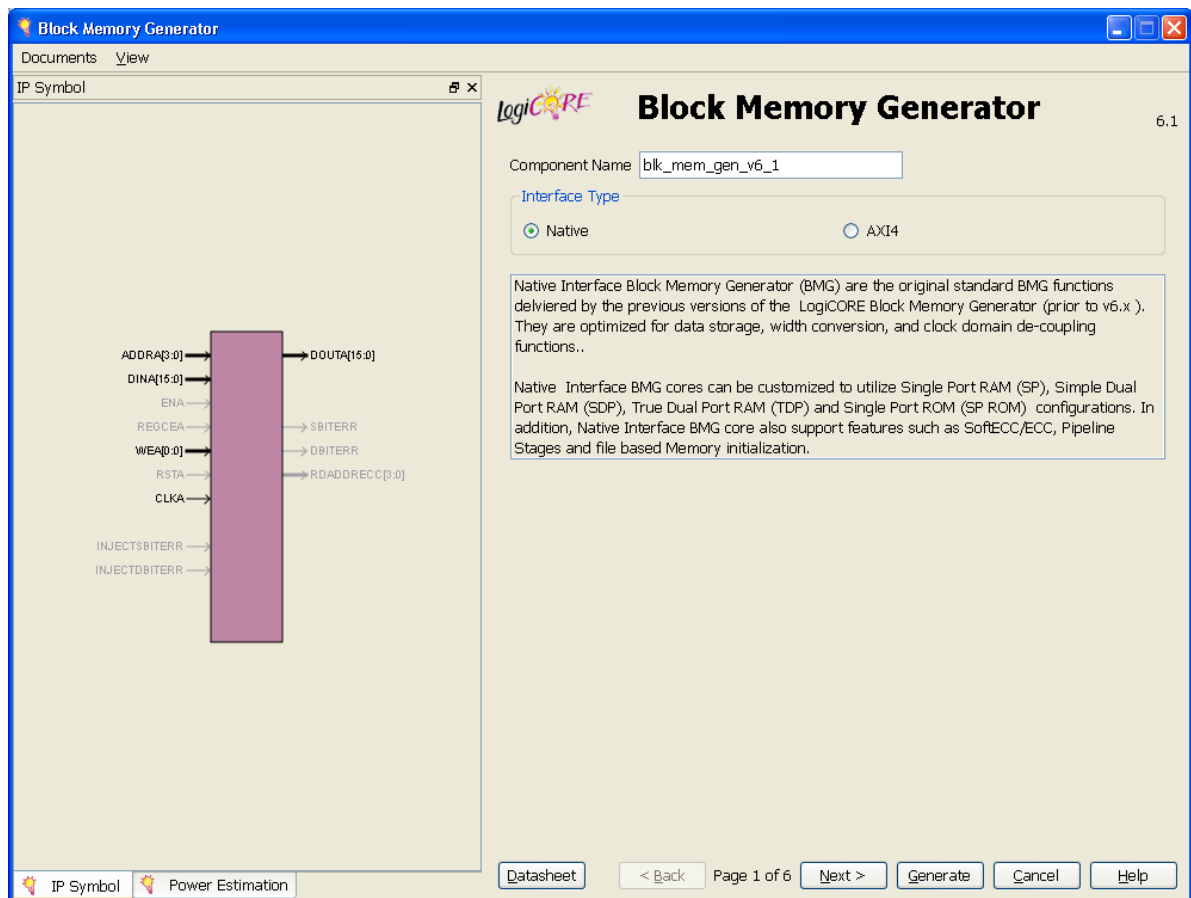 Block Memory Generator
Documents View
IP Symbol
ADDRA[3:0]
DOUTA[15:0]
DINA[15:0]
ENA
REGCEA
SBITERR
WEA[0:0]
DBITERR
RSTA
RDADDRECC[3:0]
CLKA
INJECTSBITERR
INJECTDBITERR
IP Symbol Power Estimation
LogiCORE
Block Memory Generator
6.1
Component Name blk_mem_gen_v6_1
Interface Type
Native AXI4
Native Interface Block Memory Generator (BMG) are the original standard BMG functions
delviered by the previous versions of the LogiCORE Block Memory Generator (prior to v6.x ).
They are optimized for data storage, width conversion, and clock domain de-coupling
functions..
Native Interface BMG cores can be customized to utilize Single Port RAM (SP), Simple Dual
Port RAM (SDP), True Dual Port RAM (TDP) and Single Port ROM (SP ROM) configurations. In
addition, Native Interface BMG core also support features such as SoftECC/ECC, Pipeline
Stages and file based Memory initialization.
Datasheet < Back Page 1 of 6 Next > Generate Cancel Help